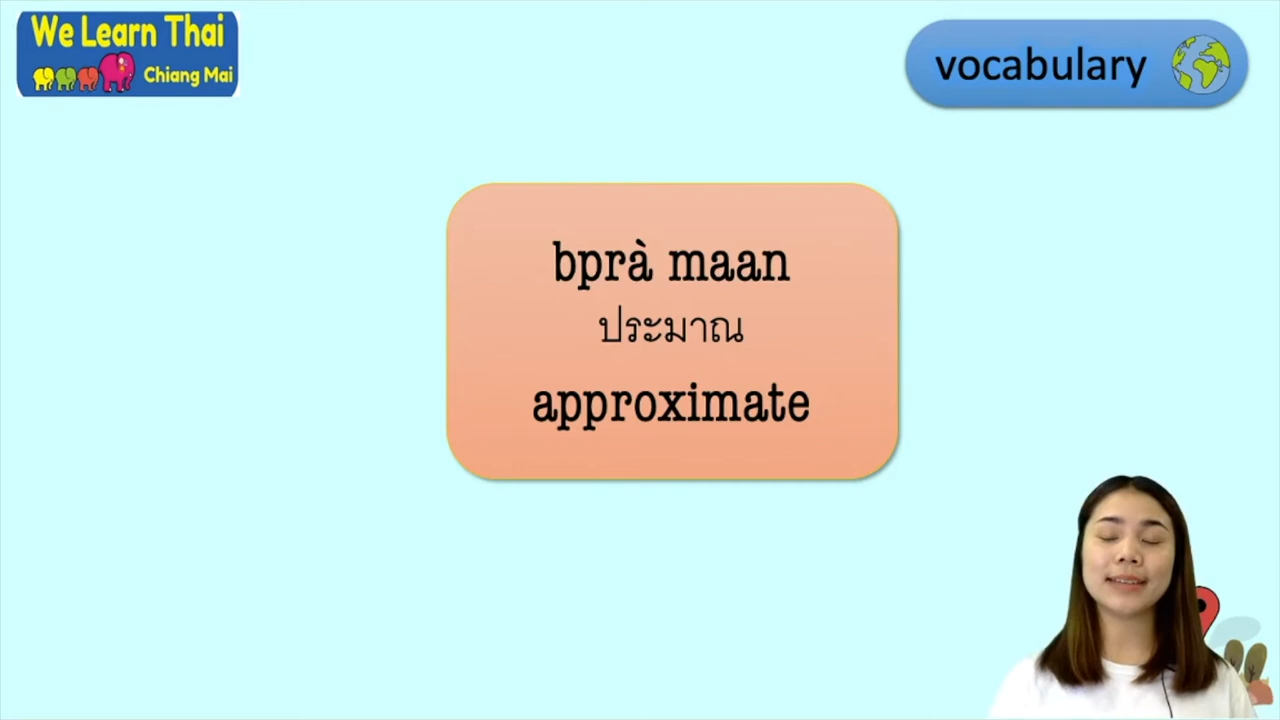 We Learn Thai
Chiang Mai
vocabulary
bprà maan
ประมาณ
approximate